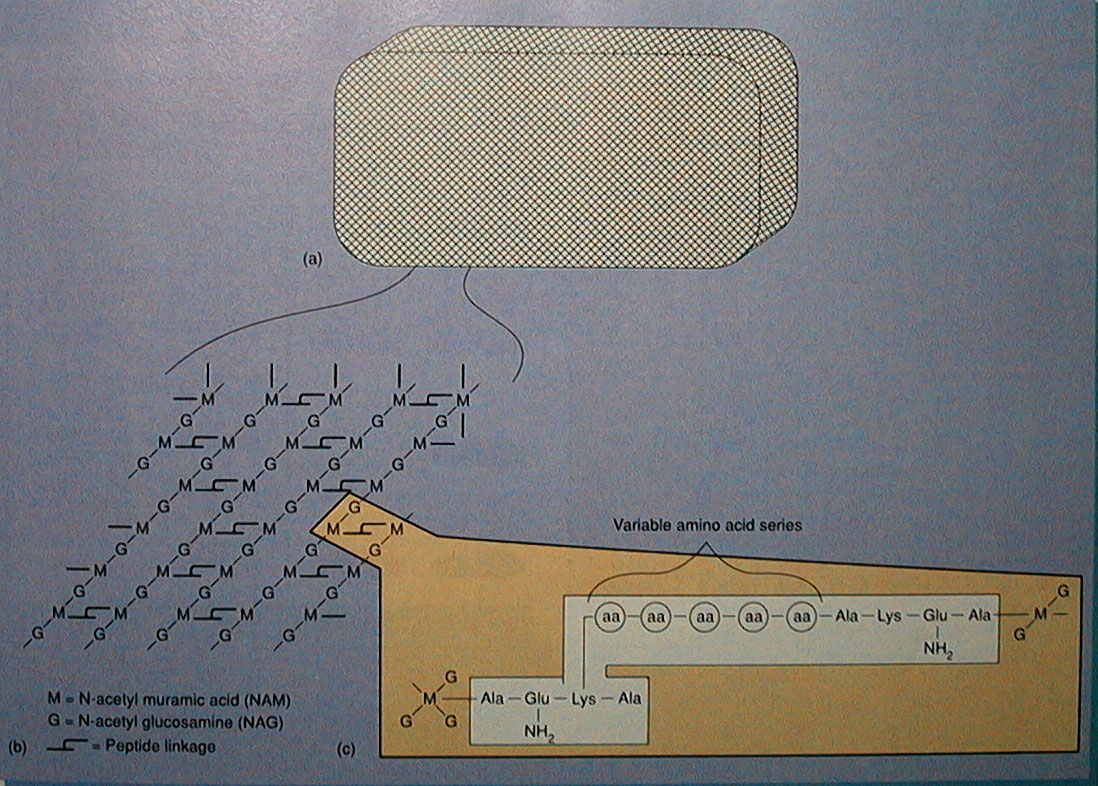 (a)
M M M M M
G G G G G
M M M M M
G G G G G
M M M M
G G G G
M M M M M
G G G G G
M M M M M
G G G G G
M M M M M
G G G G G
M = N-acetyl muramic acid (NAM)
G = N-acetyl glucosamine (NAG)
= Peptide linkage
(b)
(c)
Variable amino acid series
aa – aa – aa – aa – aa – Ala – Lys – Glu – Ala – M –
G
G
NH2
G
M – Ala – Glu – Lys – Ala
G G
NH2